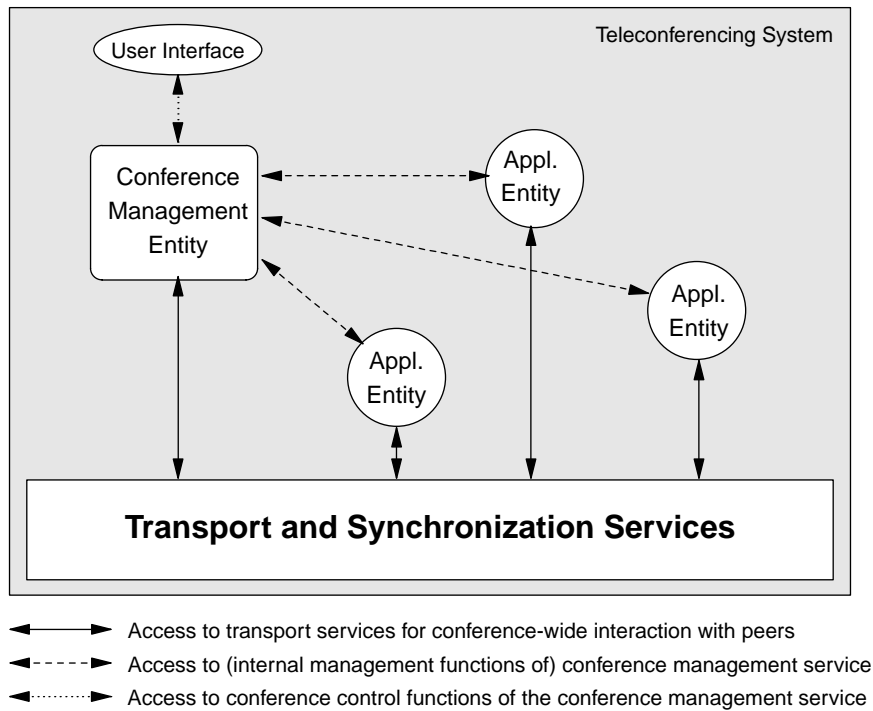 Teleconferencing System
User Interface
Conference
Management
Entity
Appl.
Entity
Appl.
Entity
Appl.
Entity
Transport and Synchronization Services
Access to transport services for conference-wide interaction with peers
Access to (internal management functions of) conference management service
Access to conference control functions of the conference management service